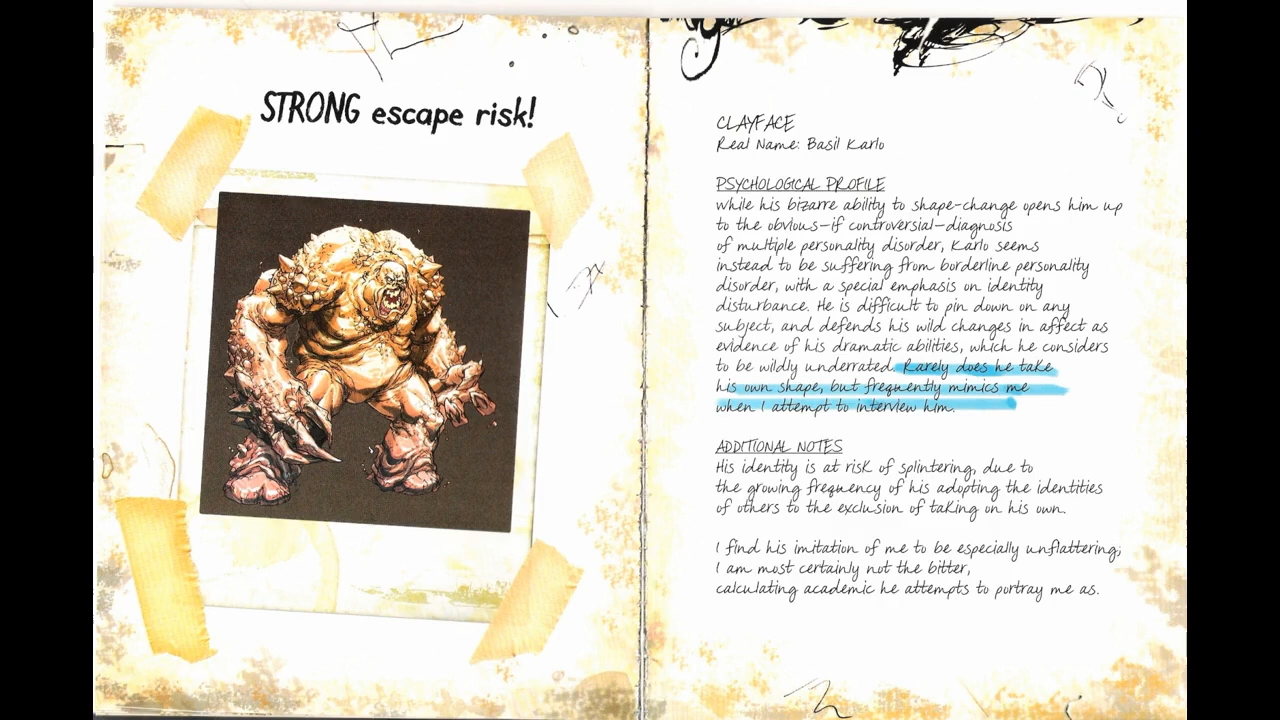 STRONG escape risk!
CLAYFACE
Real Name: Basil Karlo
PSYCHOLOGICAL PROFILE
While his bizarre ability to shape-change opens him up
to the obvious—if controversial—diagnosis
of multiple personality disorder, Karlo seems
instead to be suffering from borderline personality
disorder, with a special emphasis on identity
disturbance. He is difficult to pin down on any
subject, and defends his wild changes in affect as
evidence of his dramatic abilities, which he considers
to be wildly underrated. Rarely does he take
his own shape, but frequently mimics me
when I attempt to interview him.
ADDITIONAL NOTES
His identity is at risk of splintering, due to
the growing frequency of his adopting the identities
of others to the exclusion of taking on his own.
I find his imitation of me to be especially unflattering;
I am most certainly not the bitter,
calculating academic he attempts to portray me as.